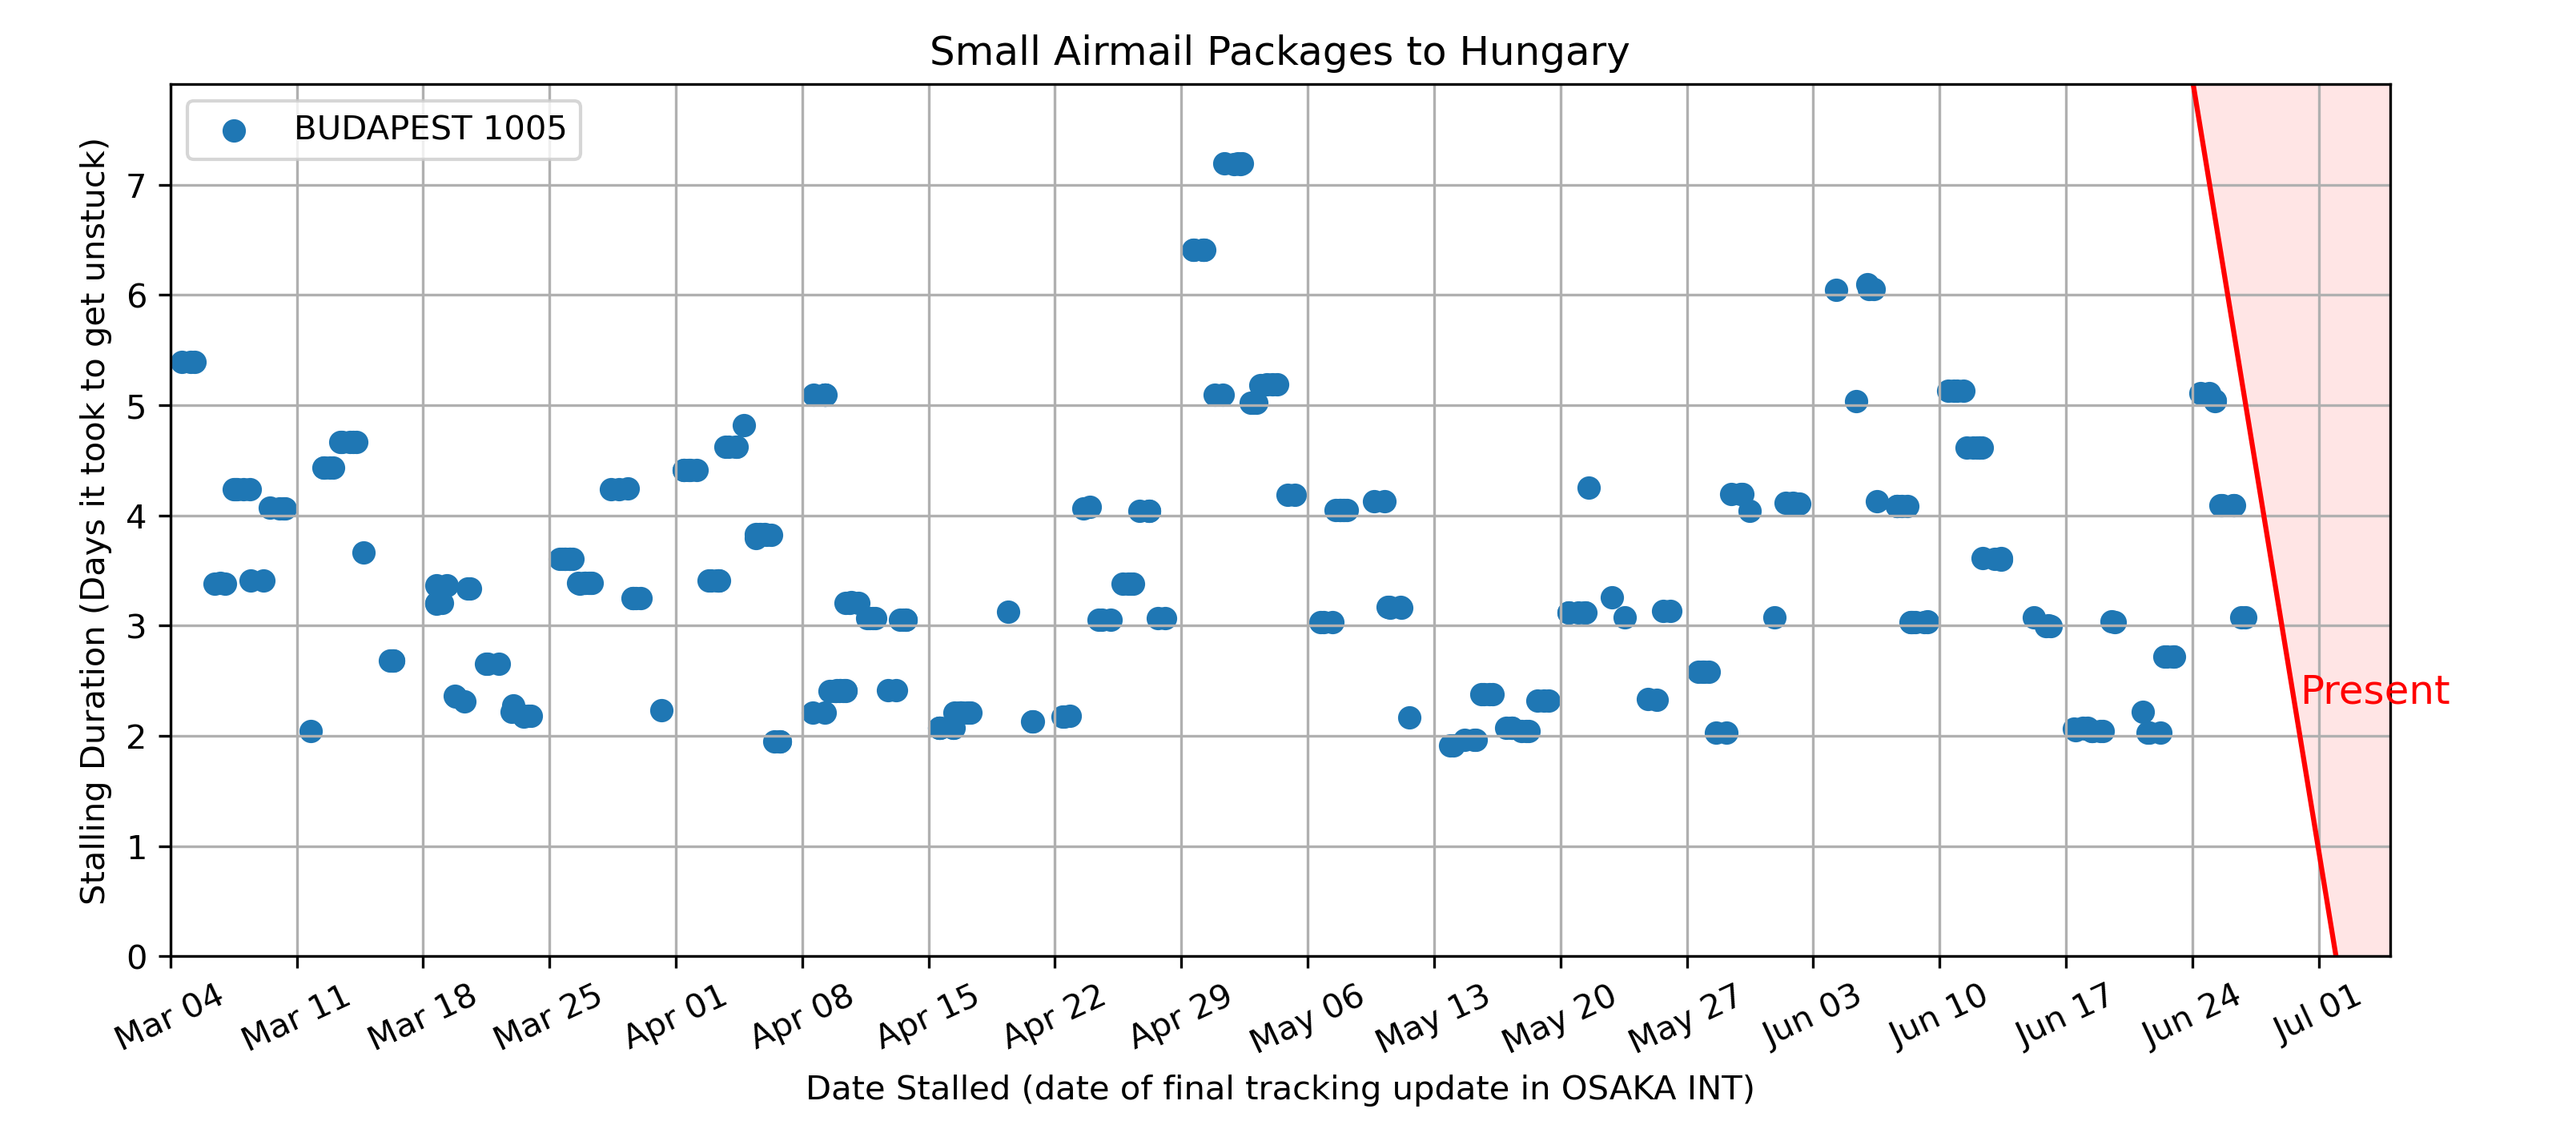 Small Airmail Packages to Hungary
BUDAPEST 1005
Stalling Duration (Days it took to get unstuck)
7
6
5
4
3
2
1
0
Present
Mar 04
Mar 11
Mar 18
Mar 25
Apr 01
Apr 08
Apr 15
Apr 22
Apr 29
May 06
May 13
May 20
May 27
Jun 03
Jun 10
Jun 17
Jun 24
Jul 01
Date Stalled (date of final tracking update in OSAKA INT)